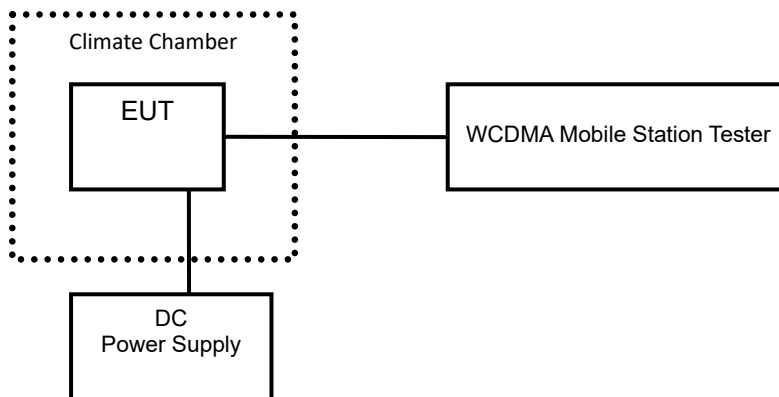 Climate Chamber
EUT
WCDMA Mobile Station Tester
DC
Power Supply